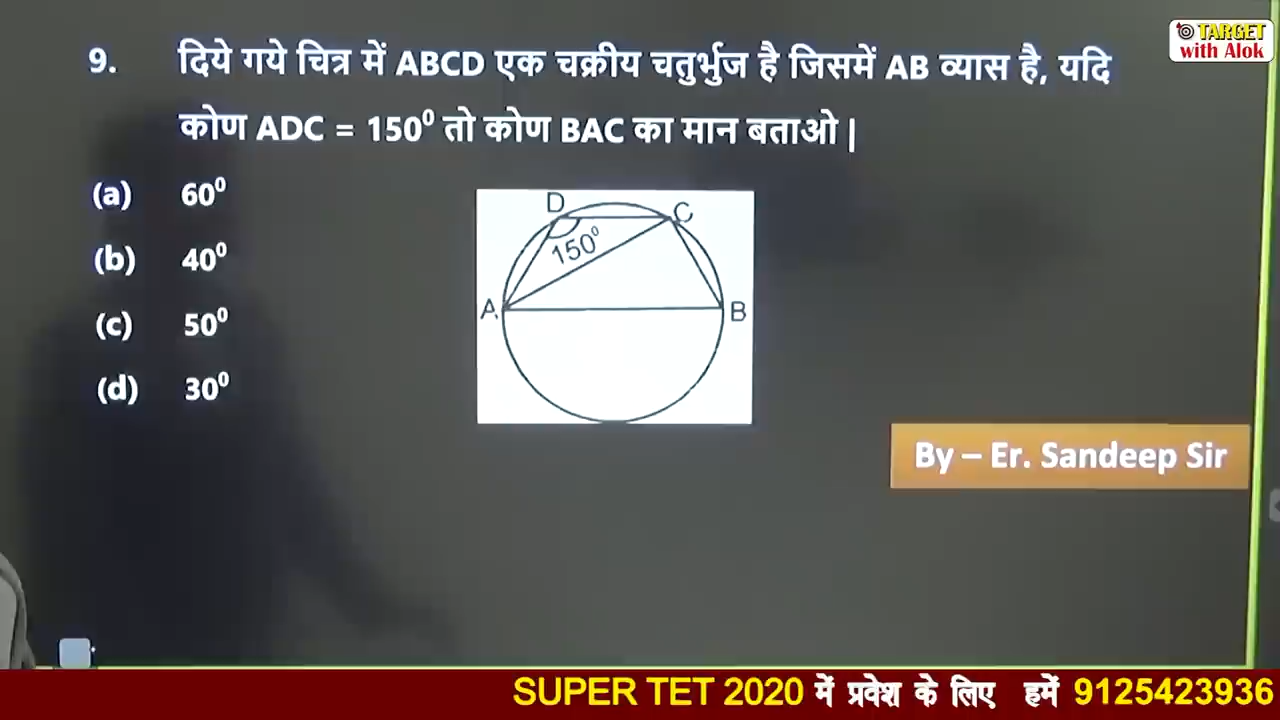 TARGET
with Alok
9. दिये गये चित्र में ABCD एक चक्रीय चतुर्भुज है जिसमें AB व्यास है, यदि
कोण ADC = 150⁰ तो कोण BAC का मान बताओ |
(a) 60⁰
(b) 40⁰
(c) 50⁰
(d) 30⁰
D
C
150⁰
A
B
By – Er. Sandeep Sir
SUPER TET 2020 में प्रवेश के लिए हमें 9125423936